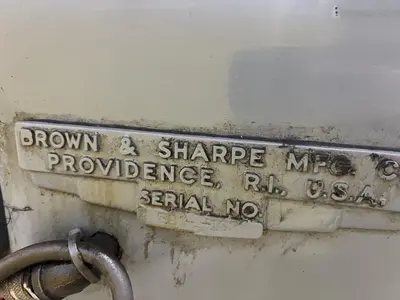 BROWN & SHARPE MFG. C
PROVIDENCE, R.I., U.S.A.
SERIAL NO.